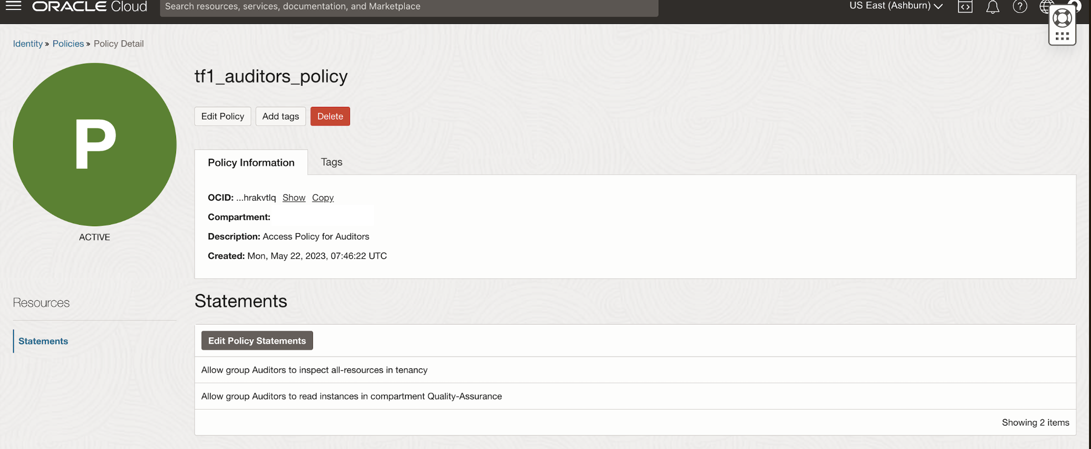 ORACLE Cloud
Search resources, services, documentation, and Marketplace
US East (Ashburn)
Identity » Policies » Policy Detail
P
ACTIVE
tf1_auditors_policy
Edit Policy Add tags Delete
Policy Information Tags
OCID: ...hrakvtlq Show Copy
Compartment:
Description: Access Policy for Auditors
Created: Mon, May 22, 2023, 07:46:22 UTC
Resources
Statements
Statements
Edit Policy Statements
Allow group Auditors to inspect all-resources in tenancy
Allow group Auditors to read instances in compartment Quality-Assurance
Showing 2 items